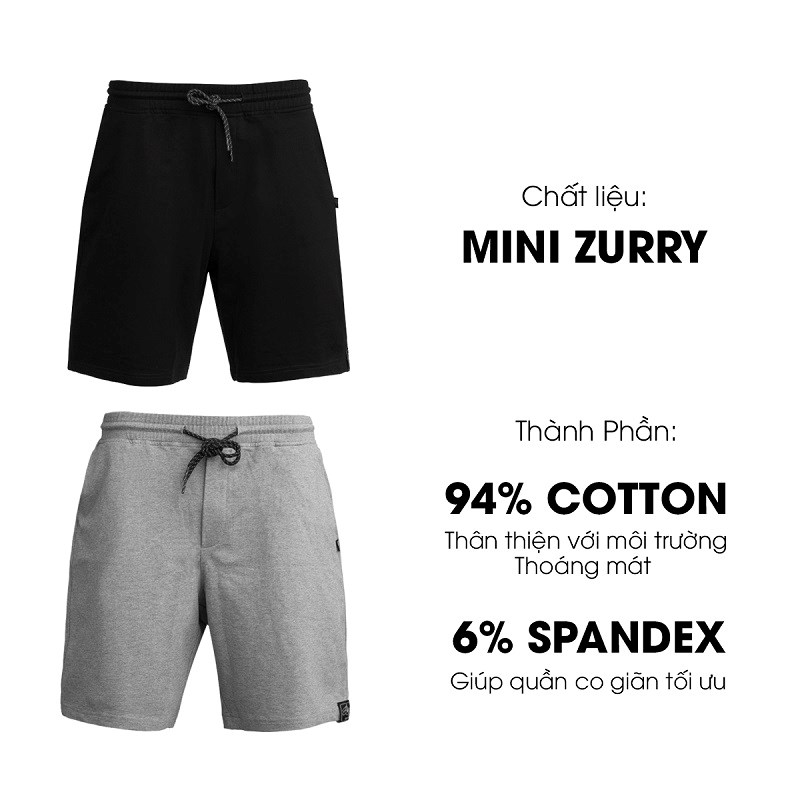 Chất liệu:
MINI ZURRY
Thành Phần:
94% COTTON
Thân thiện với môi trường
Thoáng mát
6% SPANDEX
Giúp quần co giãn tối ưu